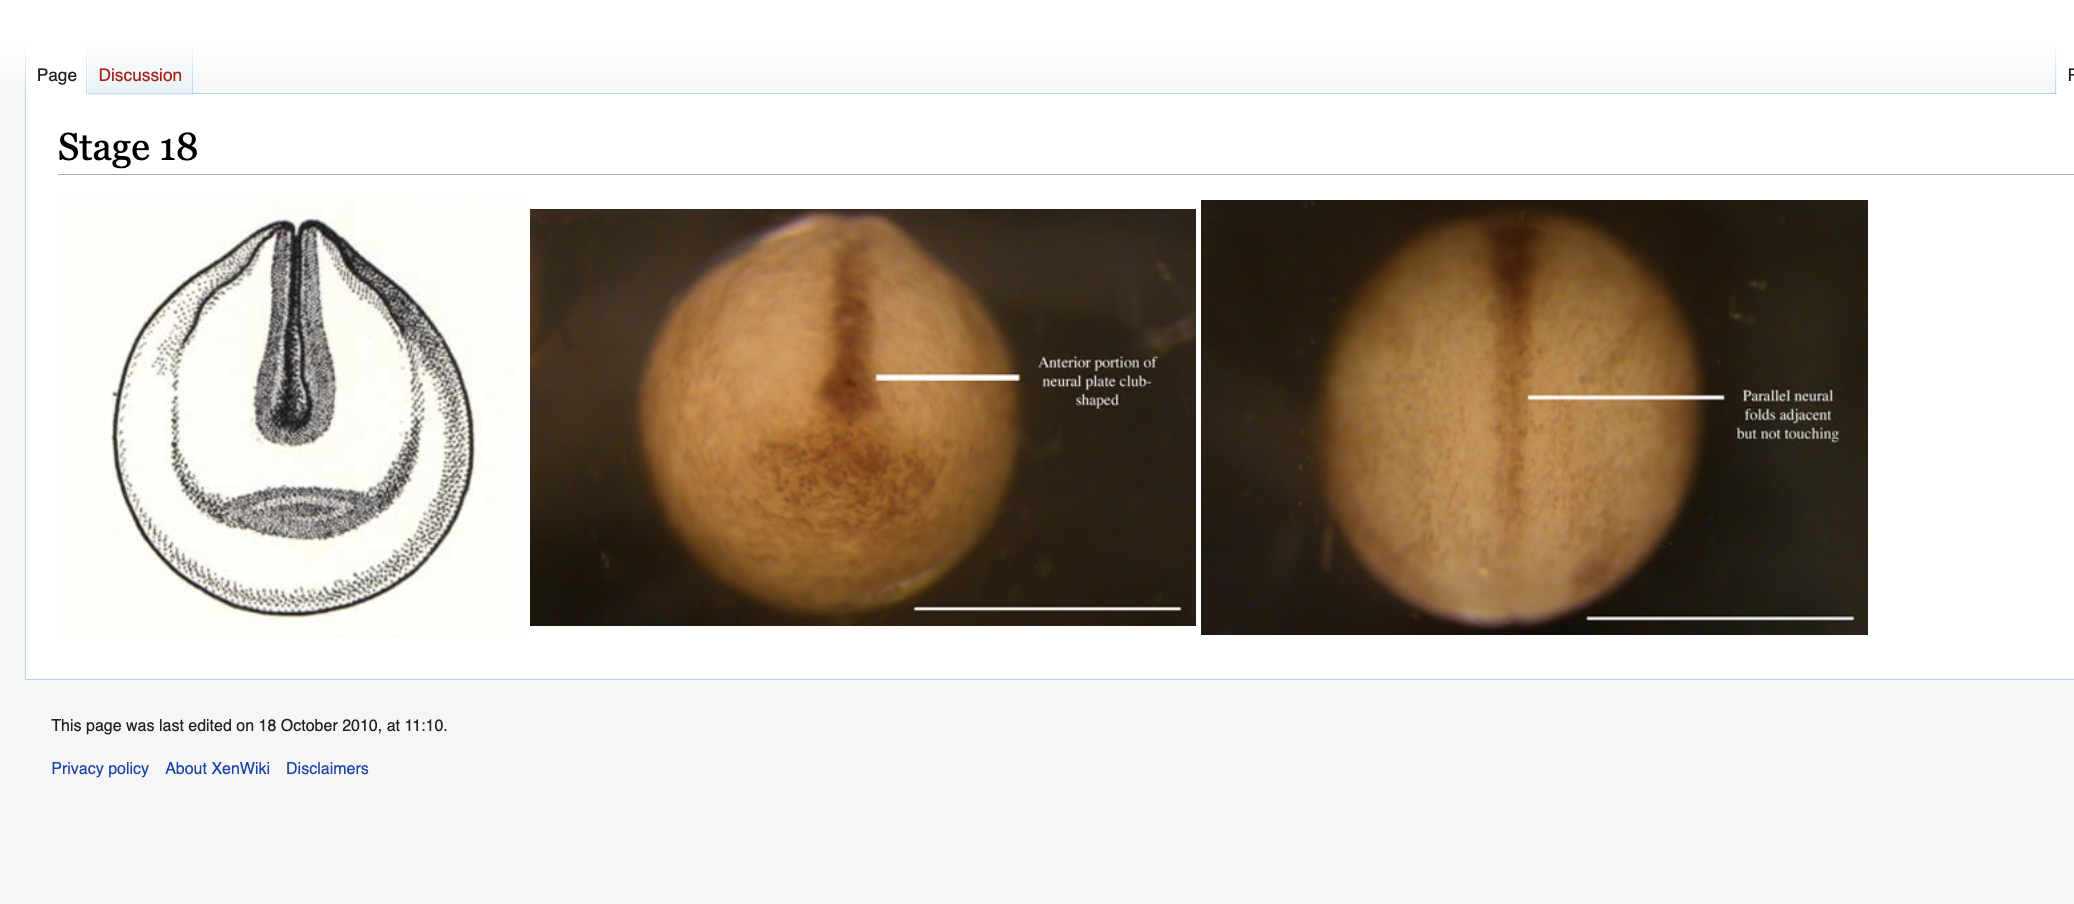 Page
Discussion
Stage 18
Anterior portion of
neural plate club-
shaped
Parallel neural
folds adjacent
but not touching
This page was last edited on 18 October 2010, at 11:10.
Privacy policy
About XenWiki
Disclaimers